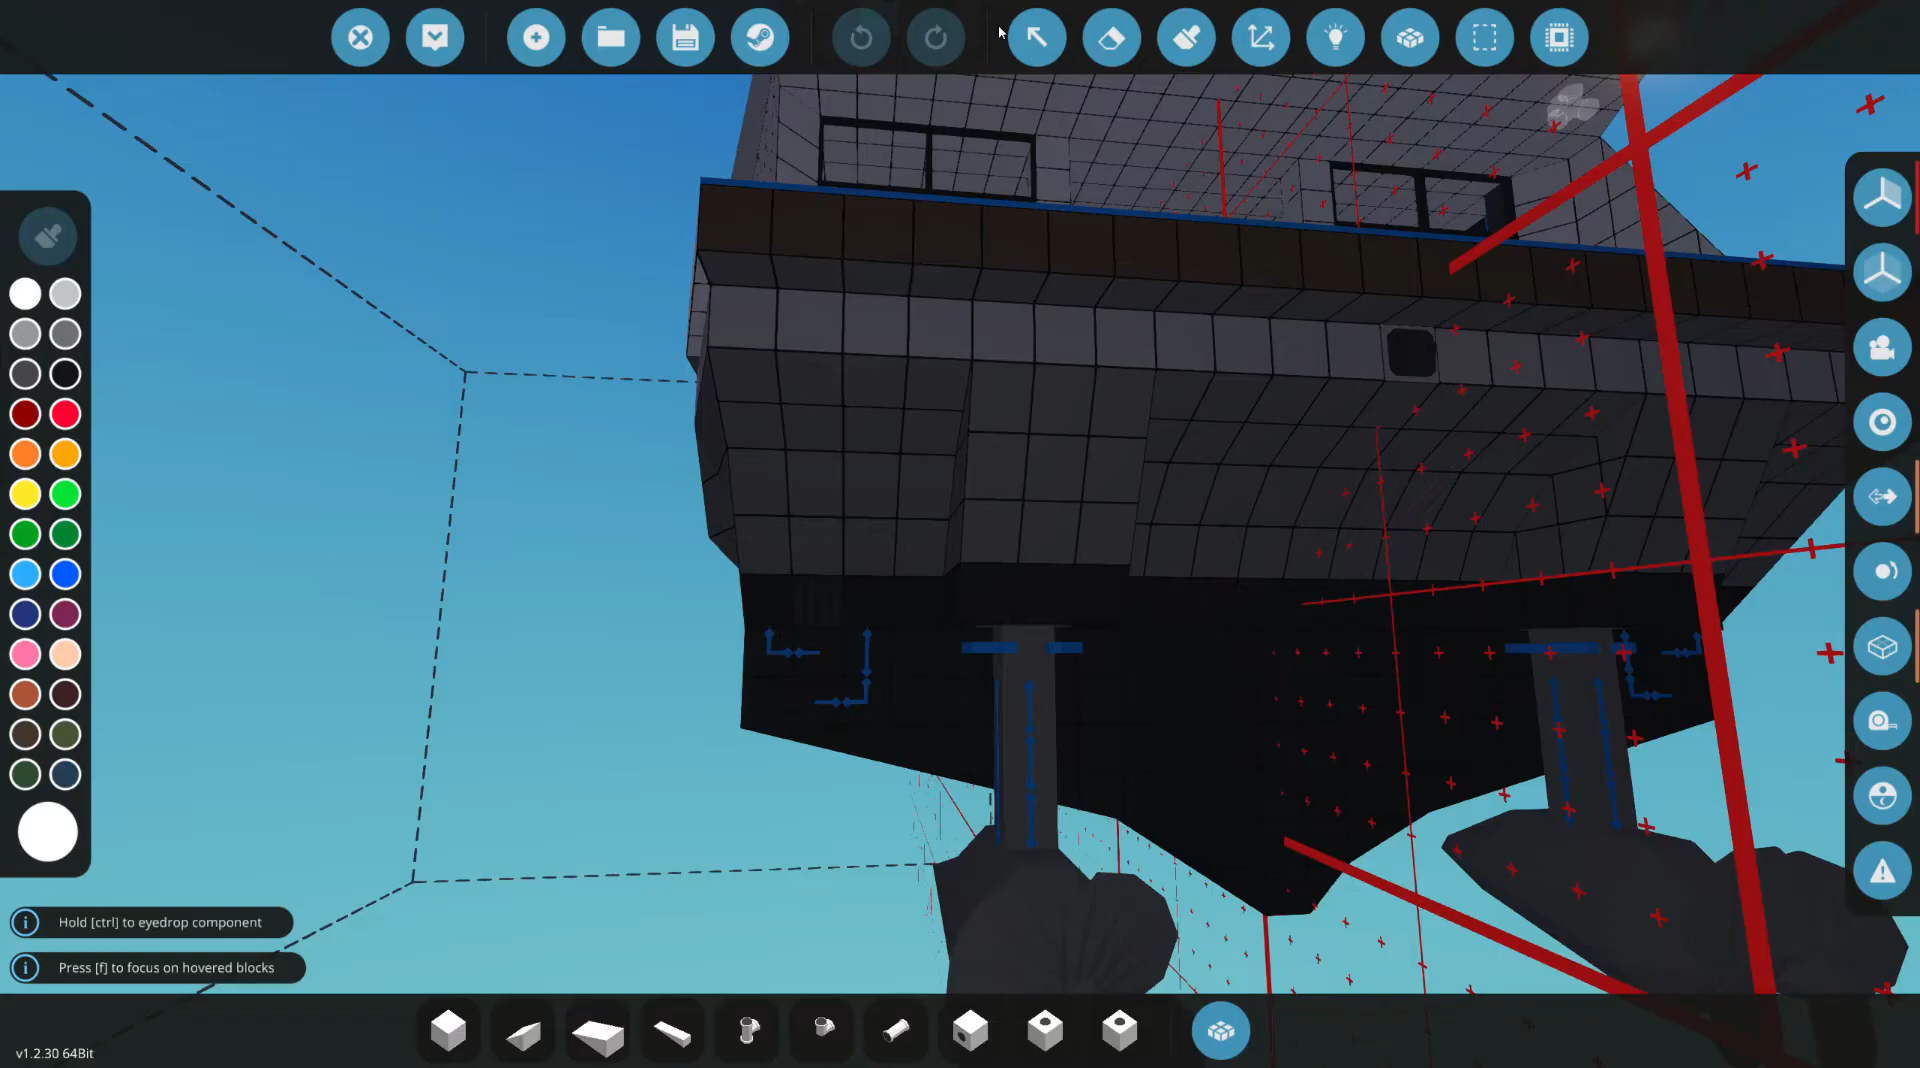 Hold [ctrl] to eyedrop component
Press [f] to focus on hovered blocks
v1.2.30 64Bit